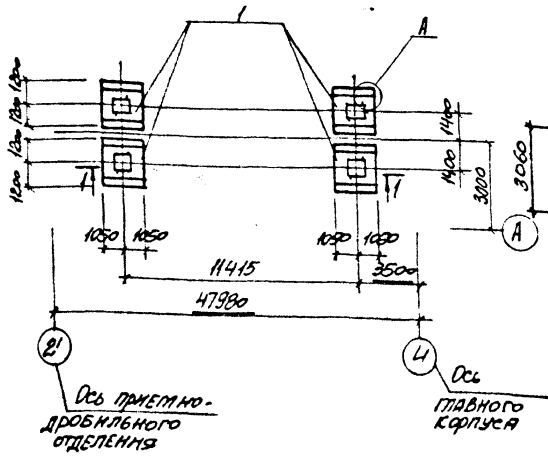 1
А
1200
1200
1200
1200
1400
1400
3000
3060
1
1
А
1050
1050
1050
1050
11415
3500
47980
2'
4
Ось приемно-
дробильного
отделения
Ось
главного
корпуса